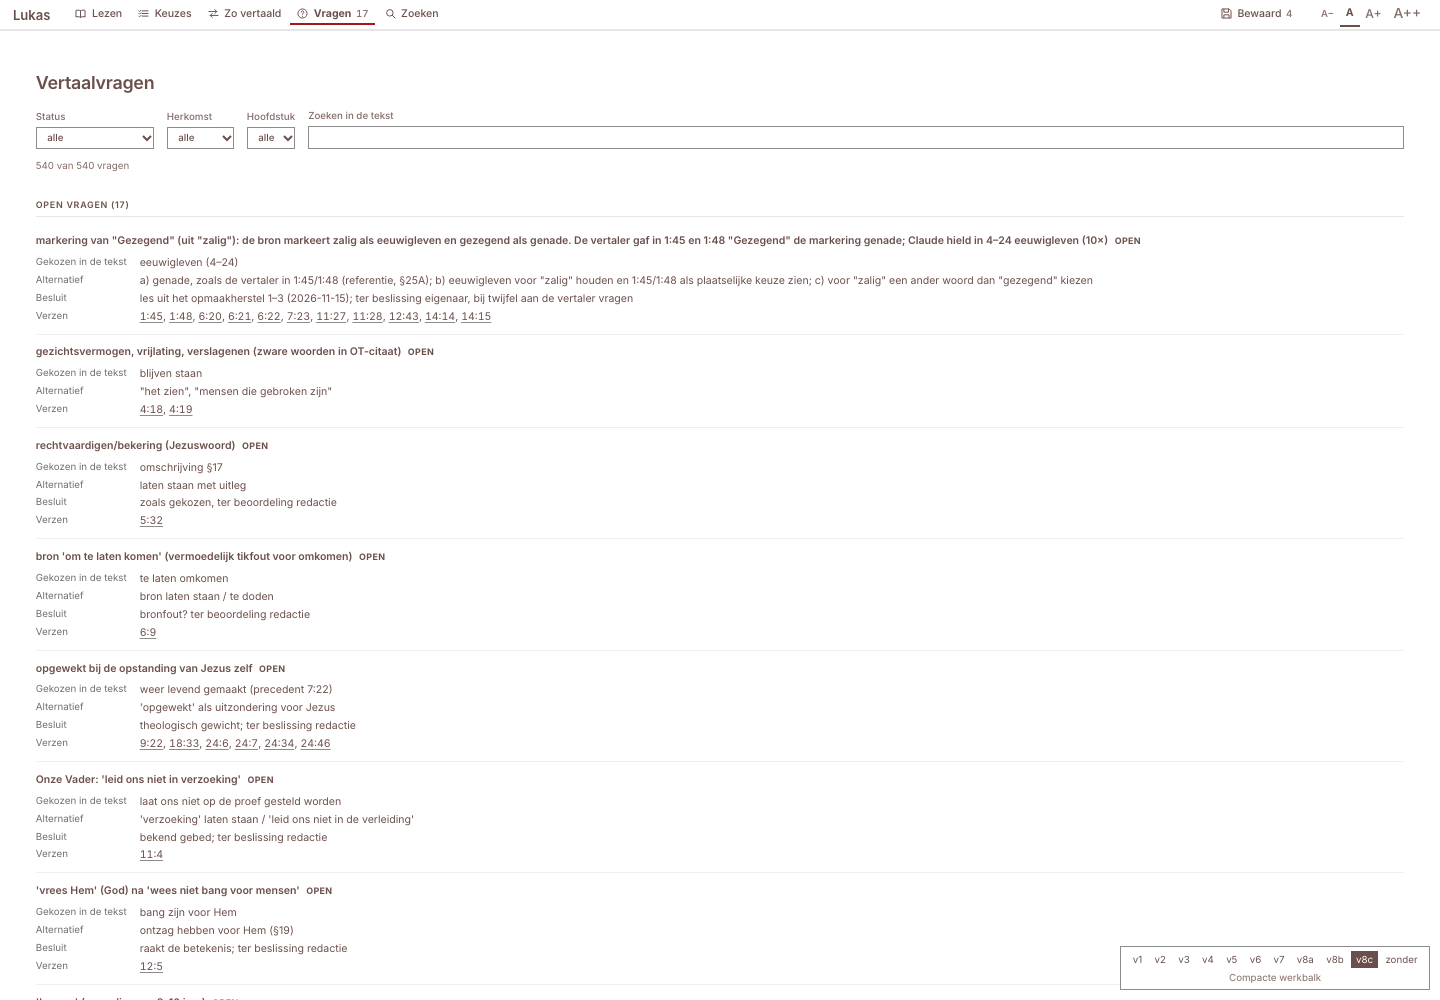 Lukas Lezen Keuzes Zo vertaald Vragen 17 Zoeken Bewaard 4 A− A A+ A++
Vertaalvragen
Status Herkomst Hoofdstuk Zoeken in de tekst
alle alle alle
540 van 540 vragen
OPEN VRAGEN (17)
markering van "Gezegend" (uit "zalig"): de bron markeert zalig als eeuwigleven en gezegend als genade. De vertaler gaf in 1:45 en 1:48 "Gezegend" de markering genade; Claude hield in 4–24 eeuwigleven (10×) OPEN
Gekozen in de tekst eeuwigleven (4–24)
Alternatief a) genade, zoals de vertaler in 1:45/1:48 (referentie, §25A); b) eeuwigleven voor "zalig" houden en 1:45/1:48 als plaatselijke keuze zien; c) voor "zalig" een ander woord dan "gezegend" kiezen
Besluit les uit het opmaakherstel 1–3 (2026-11-15); ter beslissing eigenaar, bij twijfel aan de vertaler vragen
Verzen 1:45, 1:48, 6:20, 6:21, 6:22, 7:23, 11:27, 11:28, 12:43, 14:14, 14:15
gezichtsvermogen, vrijlating, verslagenen (zware woorden in OT-citaat) OPEN
Gekozen in de tekst blijven staan
Alternatief "het zien", "mensen die gebroken zijn"
Verzen 4:18, 4:19
rechtvaardigen/bekering (Jezuswoord) OPEN
Gekozen in de tekst omschrijving §17
Alternatief laten staan met uitleg
Besluit zoals gekozen, ter beoordeling redactie
Verzen 5:32
bron 'om te laten komen' (vermoedelijk tikfout voor omkomen) OPEN
Gekozen in de tekst te laten omkomen
Alternatief bron laten staan / te doden
Besluit bronfout? ter beoordeling redactie
Verzen 6:9
opgewekt bij de opstanding van Jezus zelf OPEN
Gekozen in de tekst weer levend gemaakt (precedent 7:22)
Alternatief 'opgewekt' als uitzondering voor Jezus
Besluit theologisch gewicht; ter beslissing redactie
Verzen 9:22, 18:33, 24:6, 24:7, 24:34, 24:46
Onze Vader: 'leid ons niet in verzoeking' OPEN
Gekozen in de tekst laat ons niet op de proef gesteld worden
Alternatief 'verzoeking' laten staan / 'leid ons niet in de verleiding'
Besluit bekend gebed; ter beslissing redactie
Verzen 11:4
'vrees Hem' (God) na 'wees niet bang voor mensen' OPEN
Gekozen in de tekst bang zijn voor Hem
Alternatief ontzag hebben voor Hem (§19)
Besluit raakt de betekenis; ter beslissing redactie
Verzen 12:5
v1 v2 v3 v4 v5 v6 v7 v8a v8b v8c zonder
Compacte werkbalk